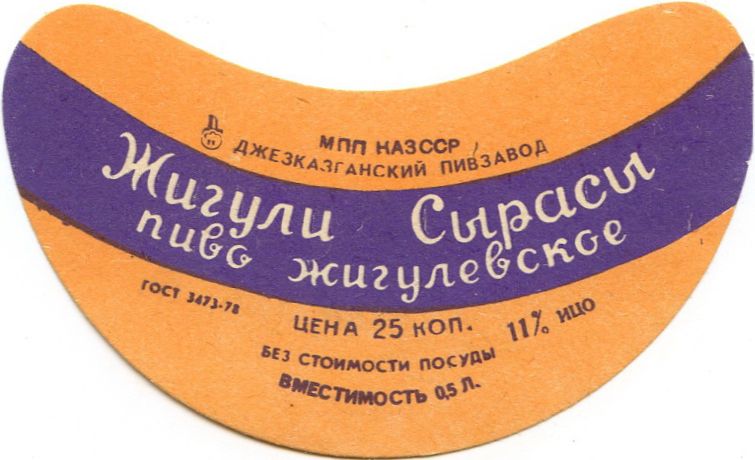 МПП КАЗССР
ДЖЕЗКАЗГАНСКИЙ ПИВЗАВОД
Жигули Сырасы
пиво жигулевское
ГОСТ 3473-78
ЦЕНА 25 КОП. 11% ИЦО
БЕЗ СТОИМОСТИ ПОСУДЫ
ВМЕСТИМОСТЬ 0,5 Л.